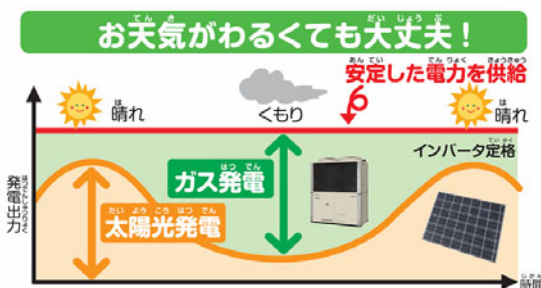 お天気がわるくても大丈夫！
安定した電力を供給
晴れ
くもり
晴れ
インバータ定格
ガス発電
太陽光発電
発電出力
時間